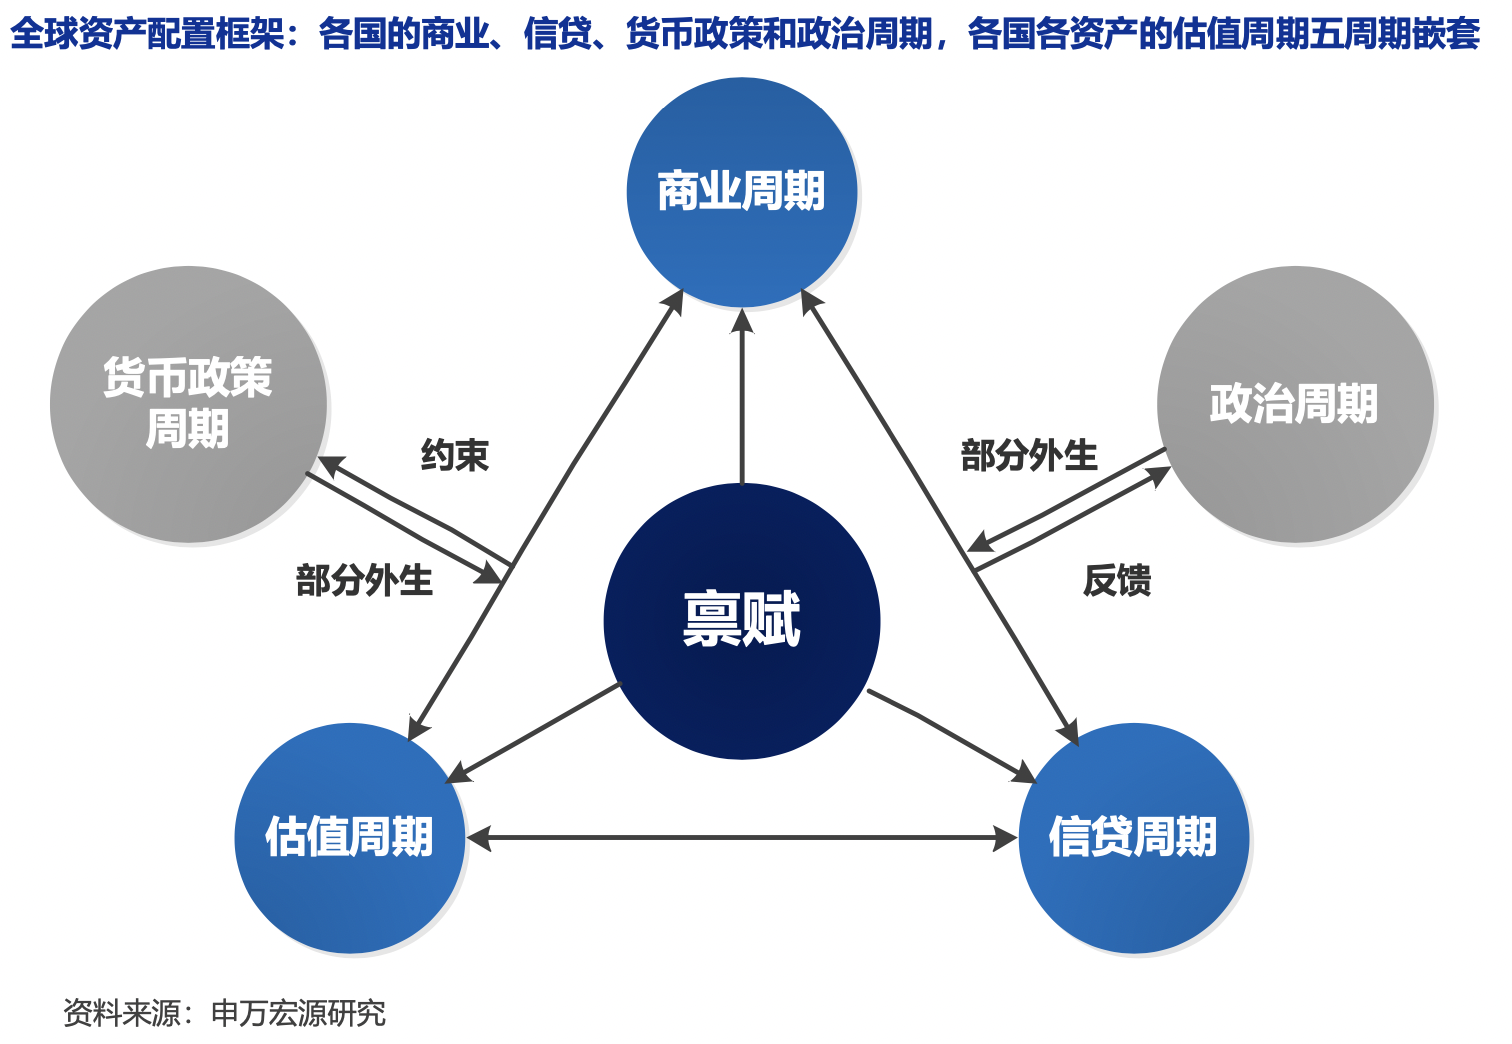 全球资产配置框架：各国的商业、信贷、货币政策和政治周期，各国各资产的估值周期五周期嵌套
商业周期
货币政策
周期
政治周期
约束
部分外生
部分外生
反馈
禀赋
估值周期
信贷周期
资料来源：申万宏源研究